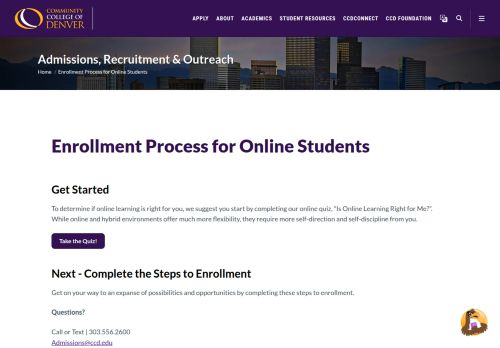 COMMUNITY
COLLEGE OF
DENVER
APPLY ABOUT ACADEMICS STUDENT RESOURCES CCDCONNECT CCD FOUNDATION
Admissions, Recruitment & Outreach
Home / Enrollment Process for Online Students
Enrollment Process for Online Students
Get Started
To determine if online learning is right for you, we suggest you start by completing our online quiz, "Is Online Learning Right for Me?".
While online and hybrid environments offer much more flexibility, they require more self-direction and self-discipline from you.
Take the Quiz!
Next - Complete the Steps to Enrollment
Get on your way to an expanse of possibilities and opportunities by completing these steps to enrollment.
Questions?
Call or Text | 303.556.2600
Admissions@ccd.edu